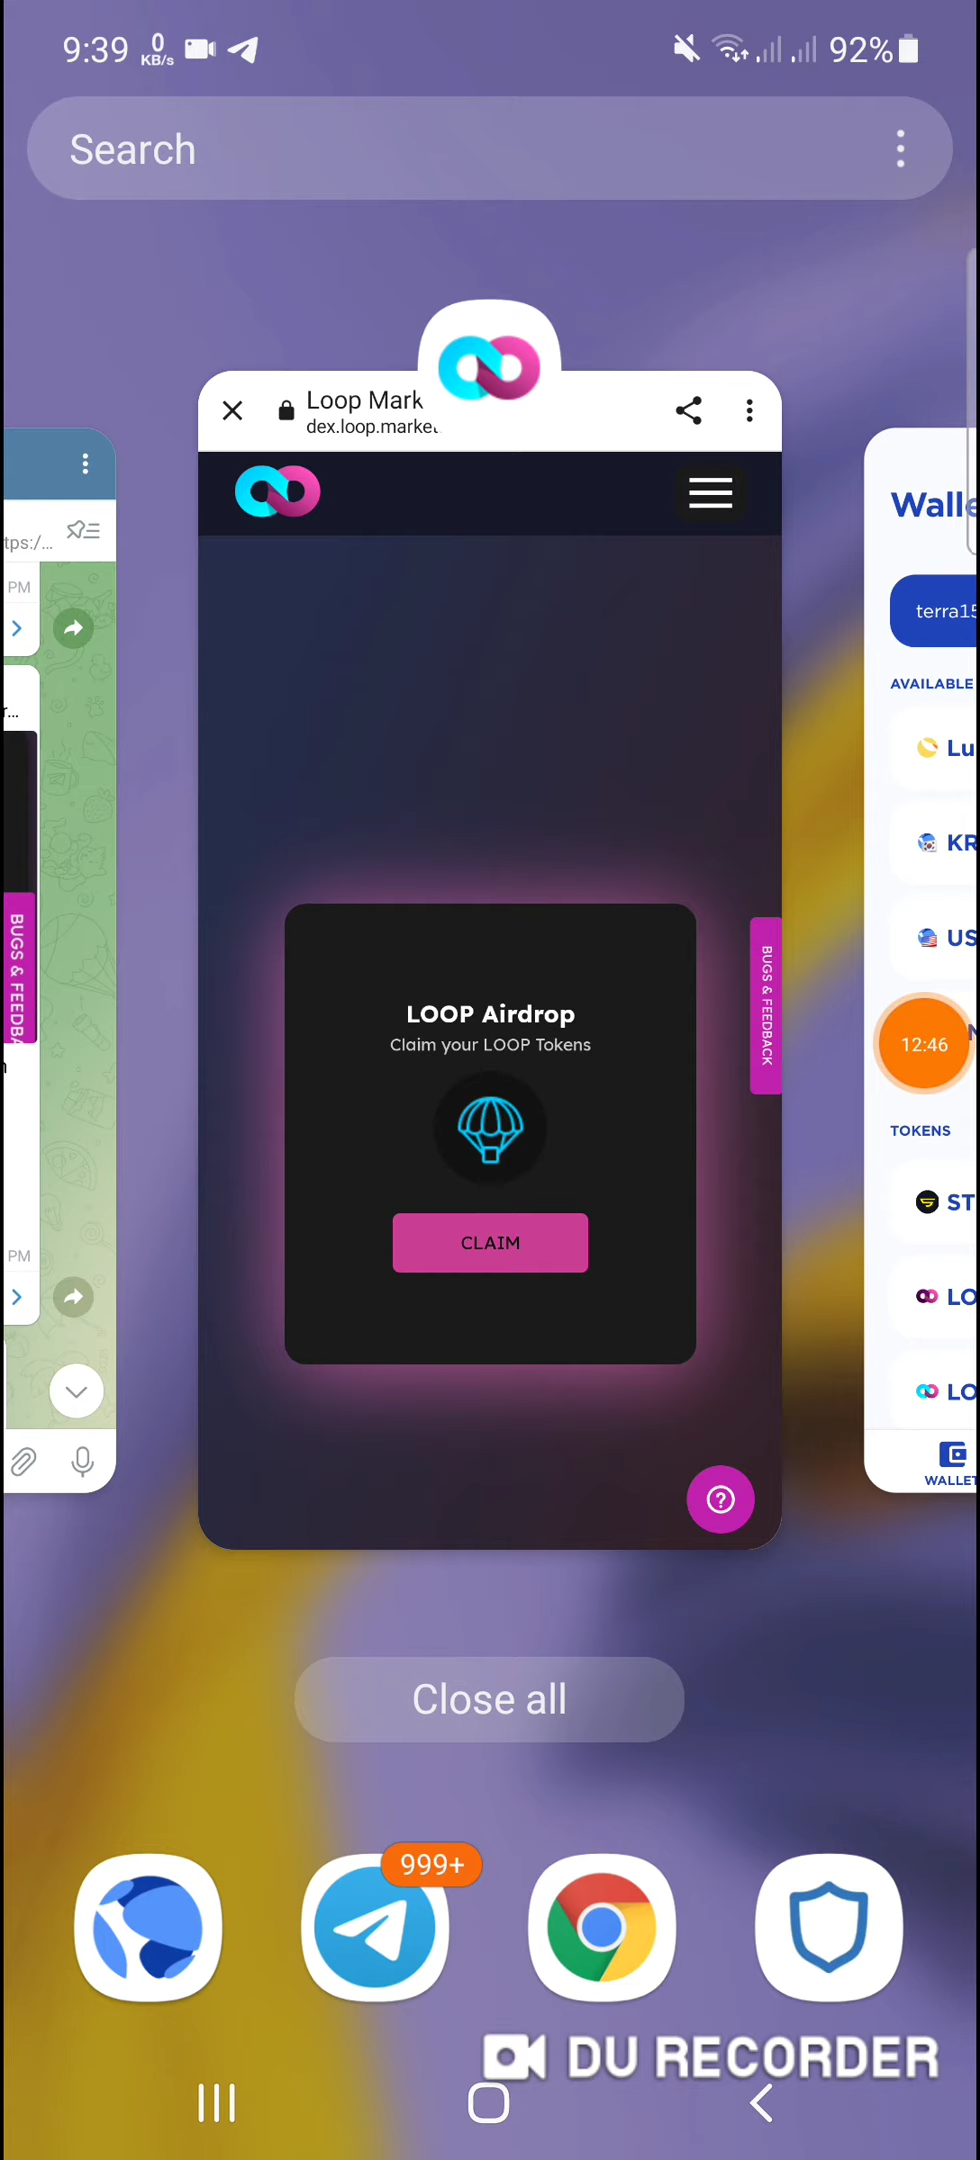 9:39 0 KB/s 92%
Search
Loop Mark
dex.loop.marke
tps:/...
PM
r...
BUGS & FEEDBA
PM
LOOP Airdrop
Claim your LOOP Tokens
CLAIM
BUGS & FEEDBACK
Walle
terra15
AVAILABLE
Lu
KR
US
12:46
TOKENS
ST
LO
LO
WALLET
Close all
999+
DU RECORDER